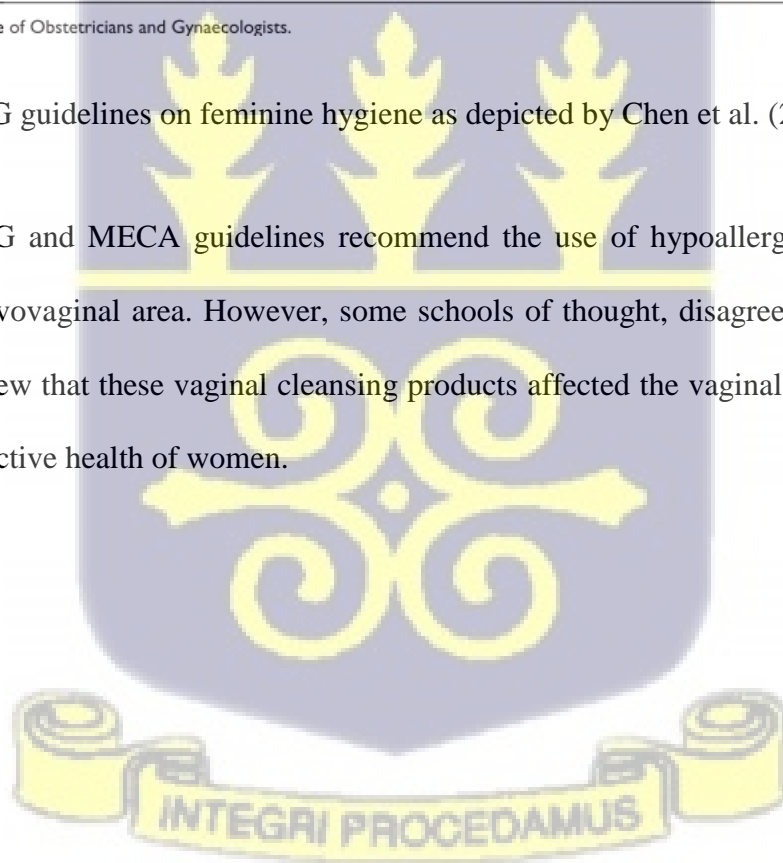 e of Obstetricians and Gynaecologists.
G guidelines on feminine hygiene as depicted by Chen et al. (2
G and MECA guidelines recommend the use of hypoallerg
vovaginal area. However, some schools of thought, disagree
ew that these vaginal cleansing products affected the vaginal
ctive health of women.
INTEGRI PROCEDAMUS